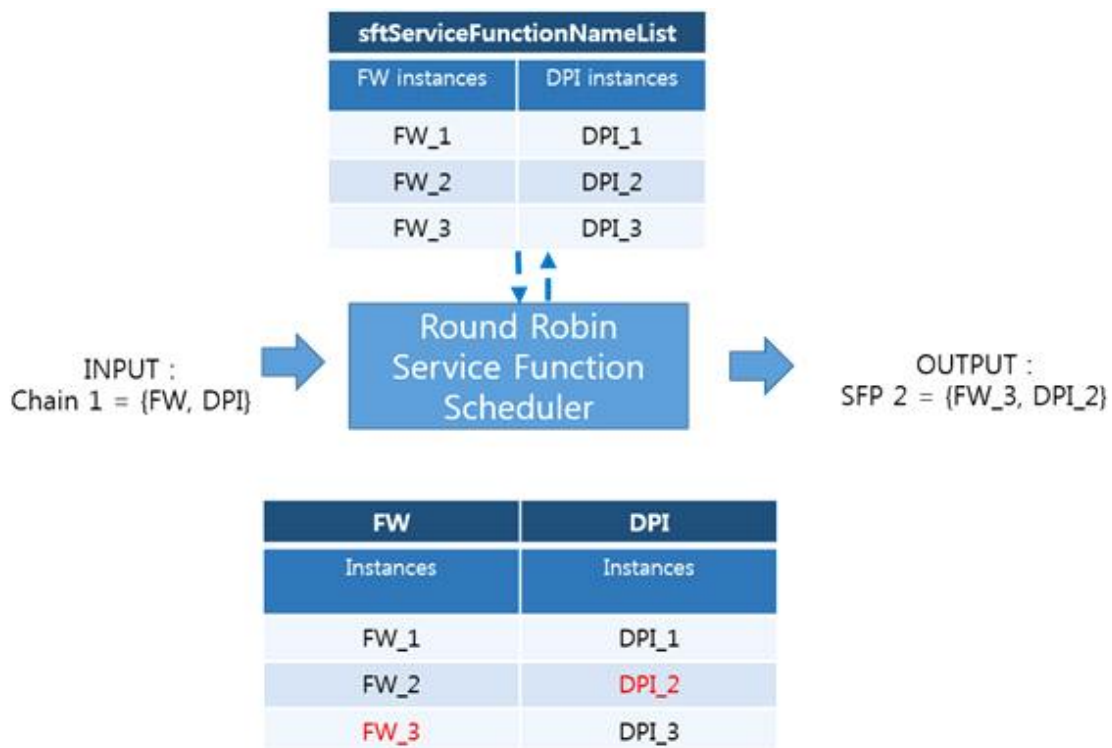 sftServiceFunctionNameList
FW instances DPI instances
FW_1 DPI_1
FW_2 DPI_2
FW_3 DPI_3
INPUT :
Chain 1 = {FW, DPI}
Round Robin
Service Function
Scheduler
OUTPUT :
SFP 2 = {FW_3, DPI_2}
FW DPI
Instances Instances
FW_1 DPI_1
FW_2 DPI_2
FW_3 DPI_3